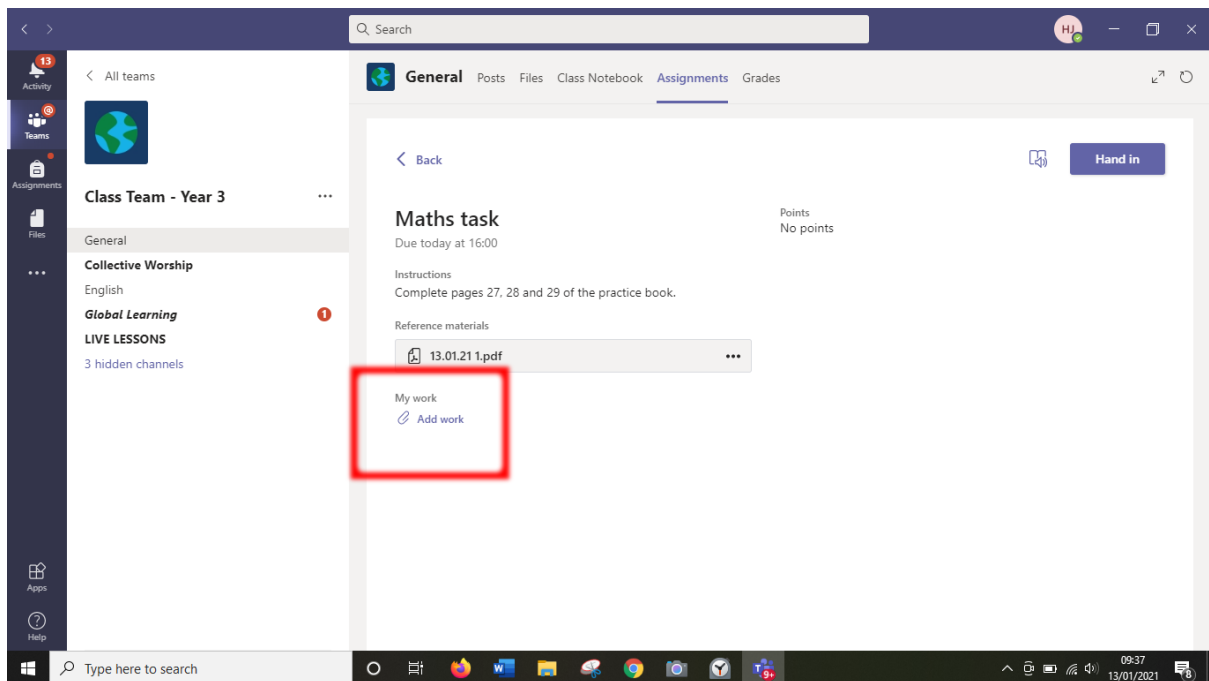 Search
HJ
13
Activity
@
Teams
Assignments
Files
Apps
Help
All teams
Class Team - Year 3
General
Collective Worship
English
Global Learning 1
LIVE LESSONS
3 hidden channels
General Posts Files Class Notebook Assignments Grades
Back
Hand in
Maths task
Due today at 16:00
Points
No points
Instructions
Complete pages 27, 28 and 29 of the practice book.
Reference materials
13.01.21 1.pdf
My work
Add work
Type here to search
W
9+
09:37
13/01/2021
8